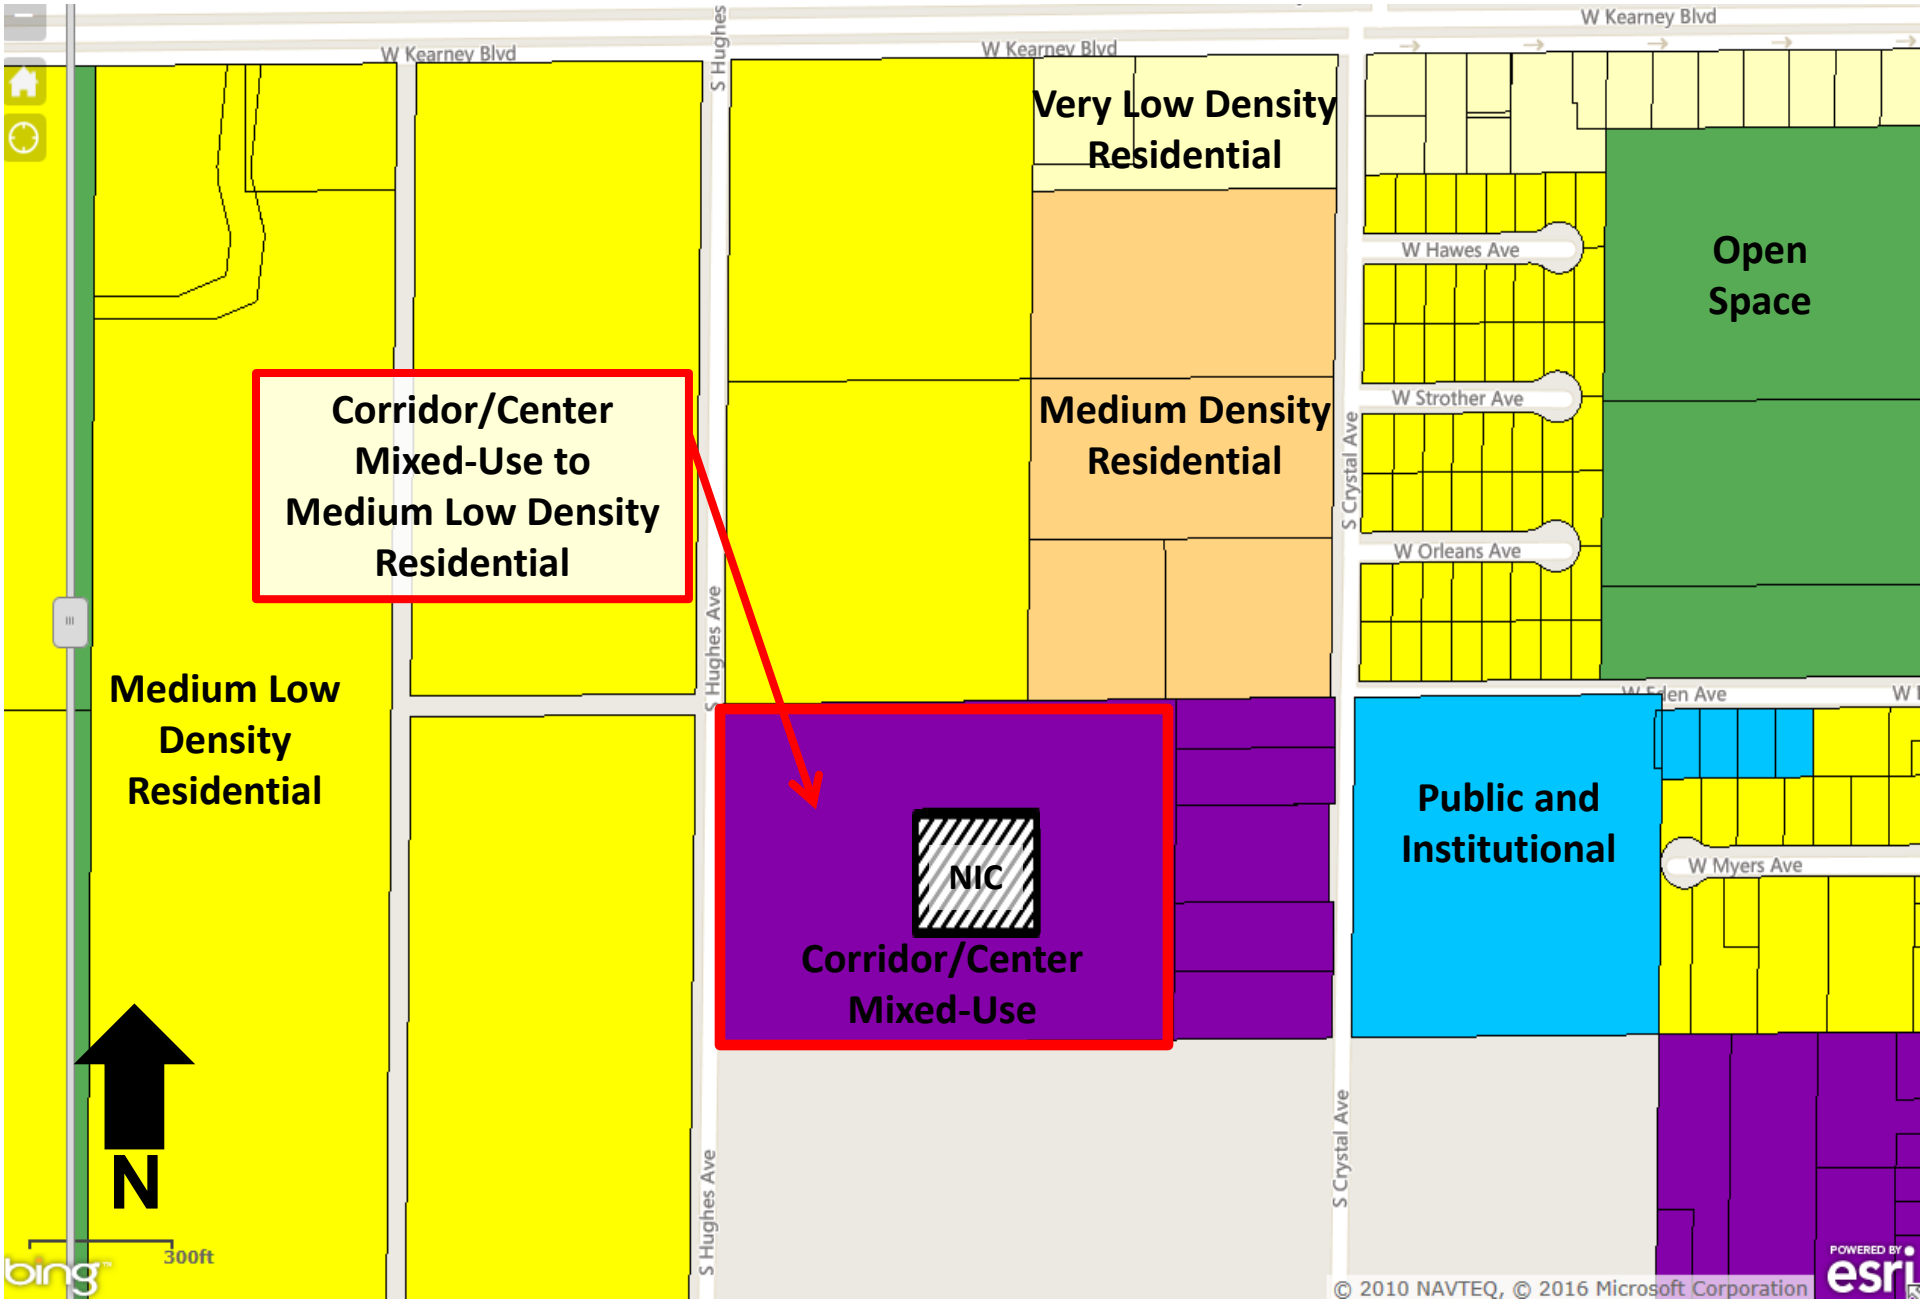 W Kearney Blvd
W Kearney Blvd
W Kearney Blvd
S Hughes
Very Low Density
Residential
W Hawes Ave
Open
Space
Corridor/Center
Mixed-Use to
Medium Low Density
Residential
Medium Density
Residential
W Strother Ave
S Crystal Ave
W Orleans Ave
S Hughes Ave
Medium Low
Density
Residential
W Eden Ave
W
Public and
Institutional
W Myers Ave
NIC
Corridor/Center
Mixed-Use
N
S Hughes Ave
S Crystal Ave
300ft
bing™
POWERED BY
esri
© 2010 NAVTEQ, © 2016 Microsoft Corporation